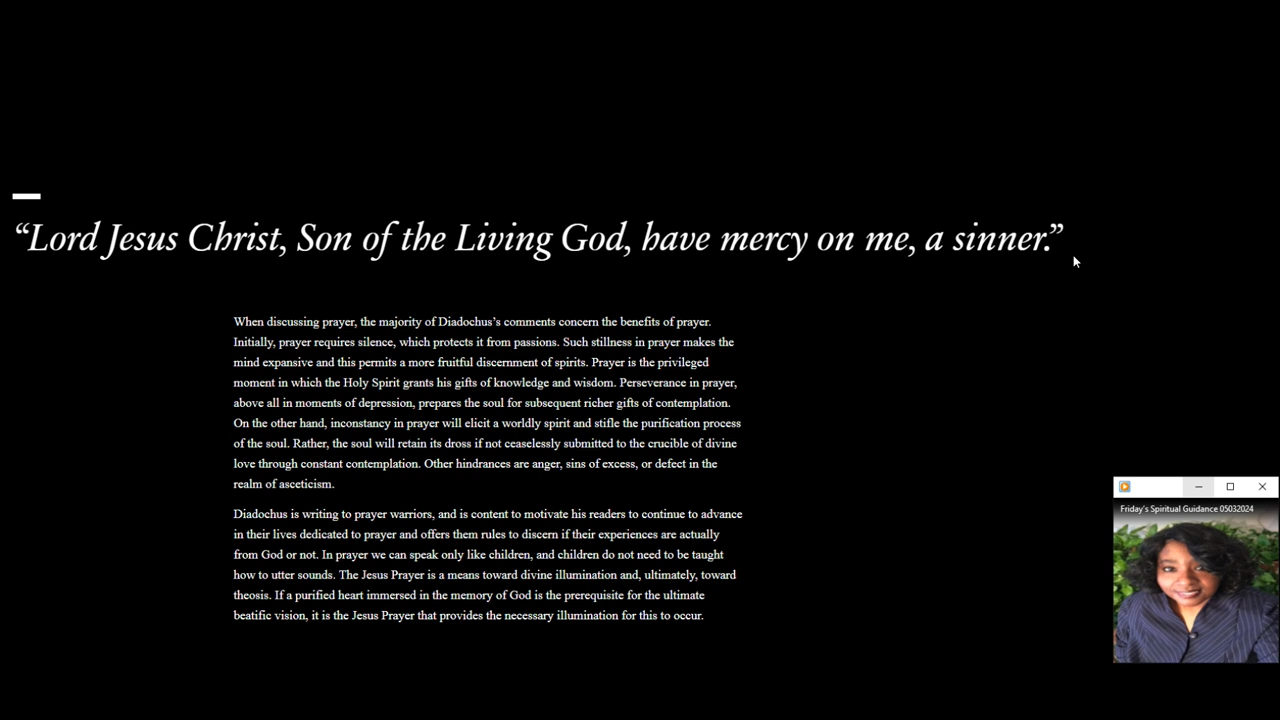 “Lord Jesus Christ, Son of the Living God, have mercy on me, a sinner.”
When discussing prayer, the majority of Diadochus’s comments concern the benefits of prayer.
Initially, prayer requires silence, which protects it from passions. Such stillness in prayer makes the
mind expansive and this permits a more fruitful discernment of spirits. Prayer is the privileged
moment in which the Holy Spirit grants his gifts of knowledge and wisdom. Perseverance in prayer,
above all in moments of depression, prepares the soul for subsequent richer gifts of contemplation.
On the other hand, inconstancy in prayer will elicit a worldly spirit and stifle the purification process
of the soul. Rather, the soul will retain its dross if not ceaselessly submitted to the crucible of divine
love through constant contemplation. Other hindrances are anger, sins of excess, or defect in the
realm of asceticism.
Diadochus is writing to prayer warriors, and is content to motivate his readers to continue to advance
in their lives dedicated to prayer and offers them rules to discern if their experiences are actually
from God or not. In prayer we can speak only like children, and children do not need to be taught
how to utter sounds. The Jesus Prayer is a means toward divine illumination and, ultimately, toward
theosis. If a purified heart immersed in the memory of God is the prerequisite for the ultimate
beatific vision, it is the Jesus Prayer that provides the necessary illumination for this to occur.
Friday's Spiritual Guidance 05032024